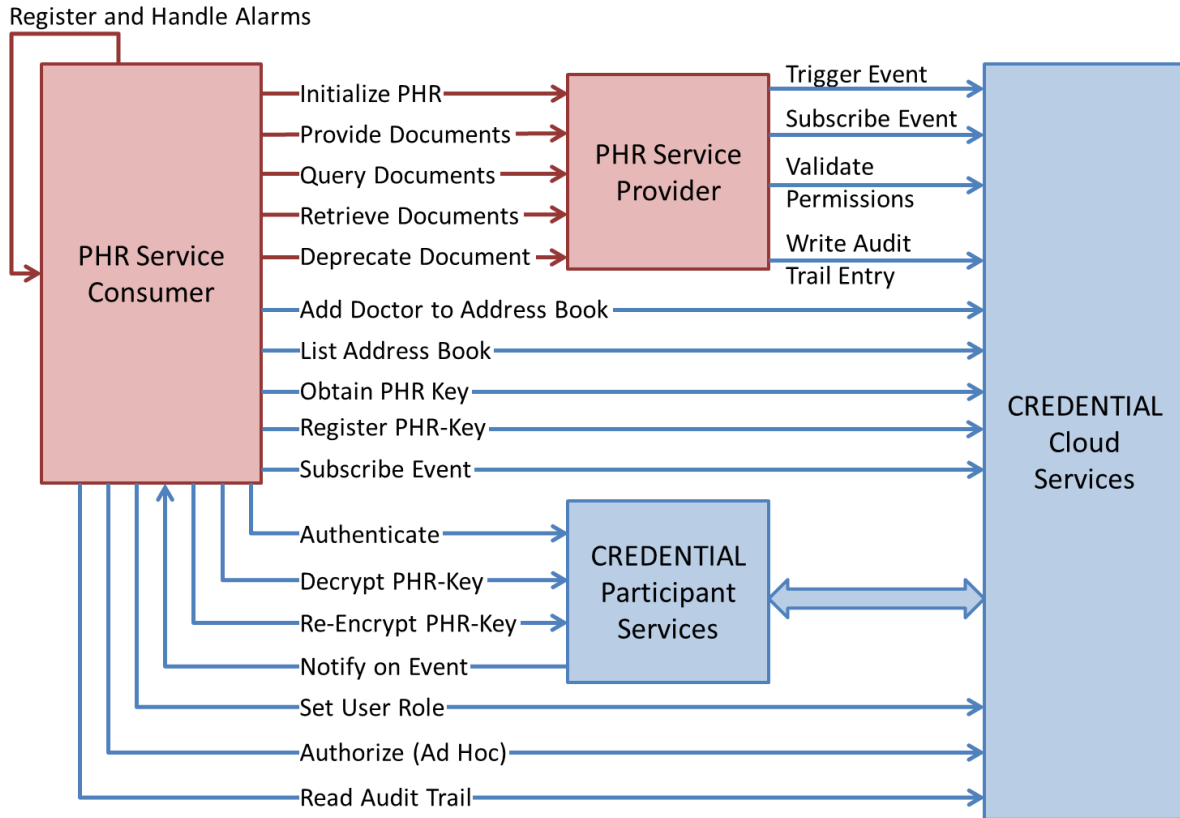 Register and Handle Alarms
PHR Service
Consumer
Initialize PHR
Provide Documents
Query Documents
Retrieve Documents
Deprecate Document
PHR Service
Provider
Trigger Event
Subscribe Event
Validate
Permissions
Write Audit
Trail Entry
Add Doctor to Address Book
List Address Book
Obtain PHR Key
Register PHR-Key
Subscribe Event
CREDENTIAL
Cloud
Services
Authenticate
Decrypt PHR-Key
Re-Encrypt PHR-Key
Notify on Event
CREDENTIAL
Participant
Services
Set User Role
Authorize (Ad Hoc)
Read Audit Trail